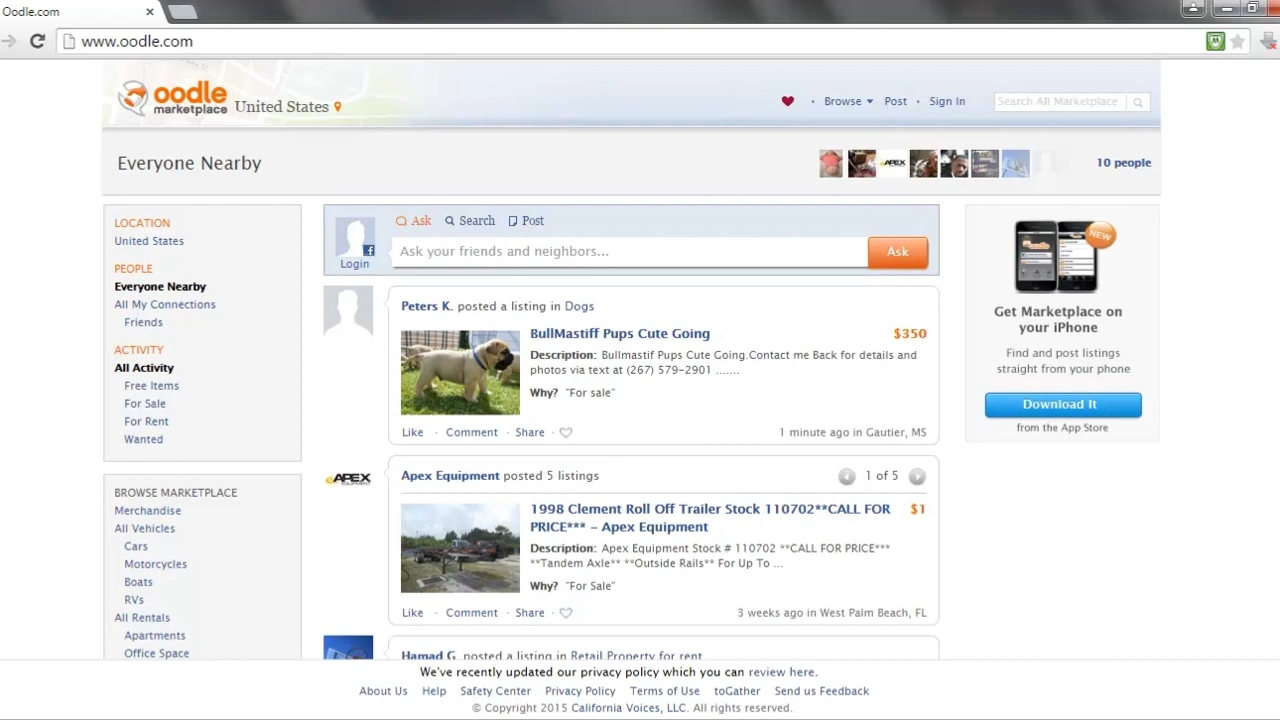 Oodle.com
www.oodle.com
oodle
marketplace
United States
Browse
Post
Sign In
Search All Marketplace
Everyone Nearby
APEX
10 people
LOCATION
United States
PEOPLE
Everyone Nearby
All My Connections
Friends
ACTIVITY
All Activity
Free Items
For Sale
For Rent
Wanted
BROWSE MARKETPLACE
Merchandise
All Vehicles
Cars
Motorcycles
Boats
RVs
All Rentals
Apartments
Office Space
Login
Ask Search Post
Ask your friends and neighbors...
Ask
Peters K. posted a listing in Dogs
BullMastiff Pups Cute Going
$350
Description: Bullmastif Pups Cute Going.Contact me Back for details and
photos via text at (267) 579-2901 .......
Why? "For sale"
Like · Comment · Share ·
1 minute ago in Gautier, MS
APEX
EQUIPMENT
Apex Equipment posted 5 listings
1 of 5
1998 Clement Roll Off Trailer Stock 110702**CALL FOR
PRICE*** - Apex Equipment
$1
Description: Apex Equipment Stock # 110702 **CALL FOR PRICE***
**Tandem Axle** **Outside Rails** For Up To ...
Why? "For Sale"
Like · Comment · Share ·
3 weeks ago in West Palm Beach, FL
Hamad G. posted a listing in Retail Property for rent
NEW
Get Marketplace on
your iPhone
Find and post listings
straight from your phone
Download It
from the App Store
We've recently updated our privacy policy which you can review here.
About Us Help Safety Center Privacy Policy Terms of Use toGather Send us Feedback
© Copyright 2015 California Voices, LLC. All rights reserved.